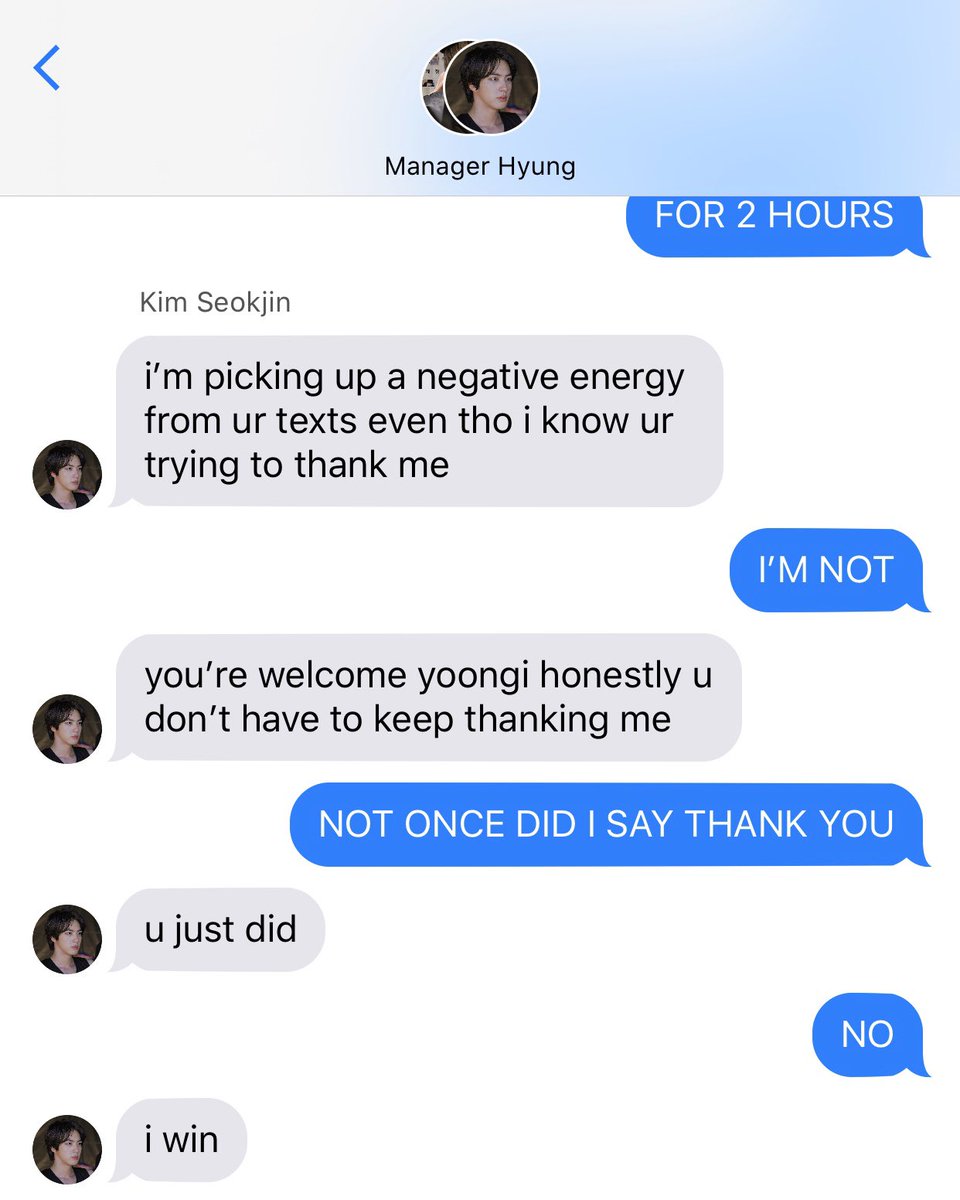 Manager Hyung
FOR 2 HOURS
Kim Seokjin
i’m picking up a negative energy
from ur texts even tho i know ur
trying to thank me
I’M NOT
you’re welcome yoongi honestly u
don’t have to keep thanking me
NOT ONCE DID I SAY THANK YOU
u just did
NO
i win